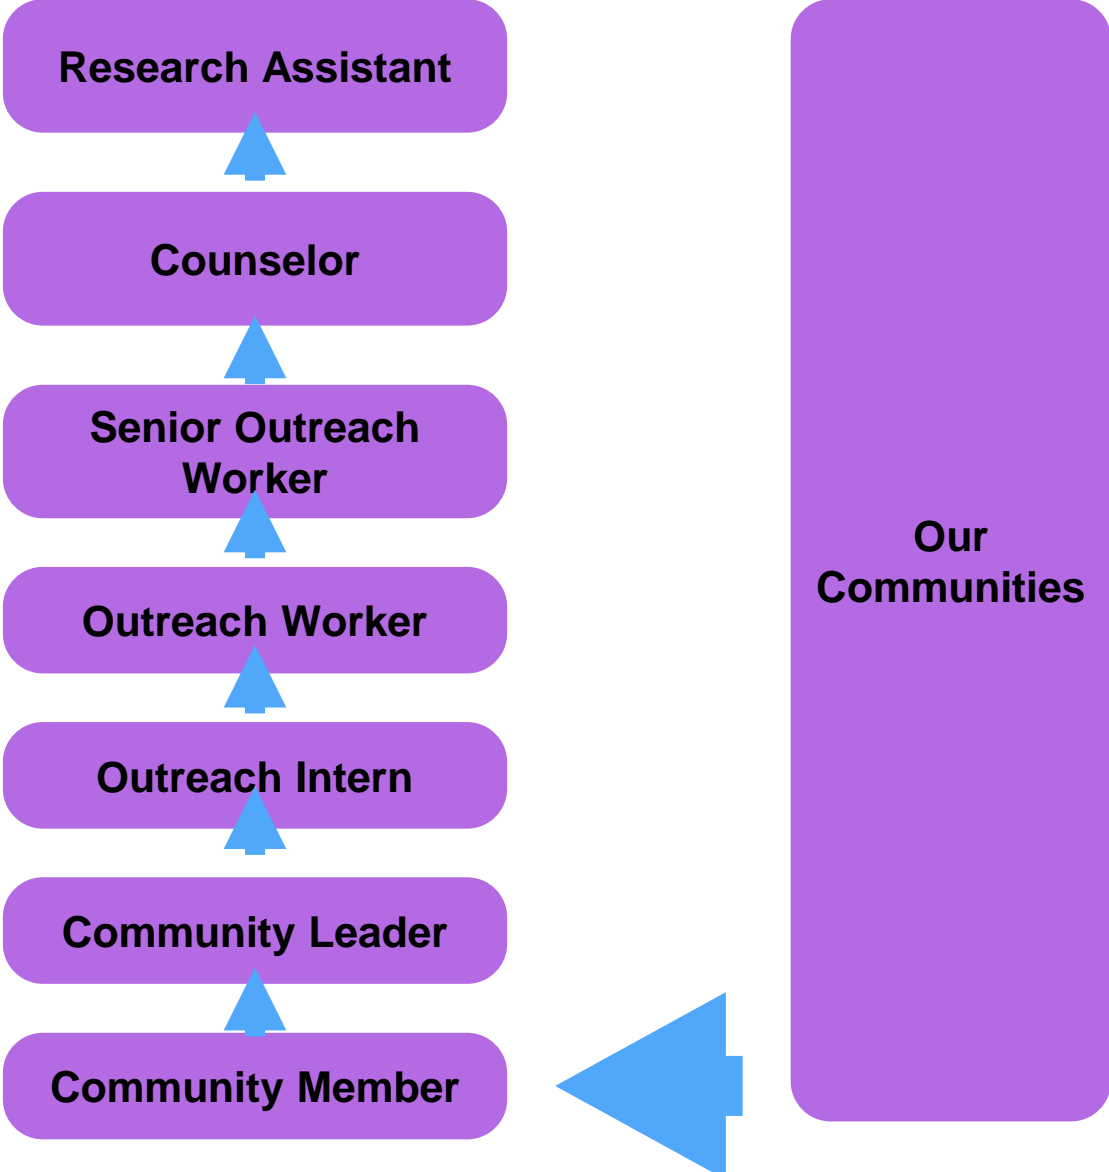 Research Assistant
Counselor
Senior Outreach
Worker
Outreach Worker
Outreach Intern
Community Leader
Community Member
Our
Communities